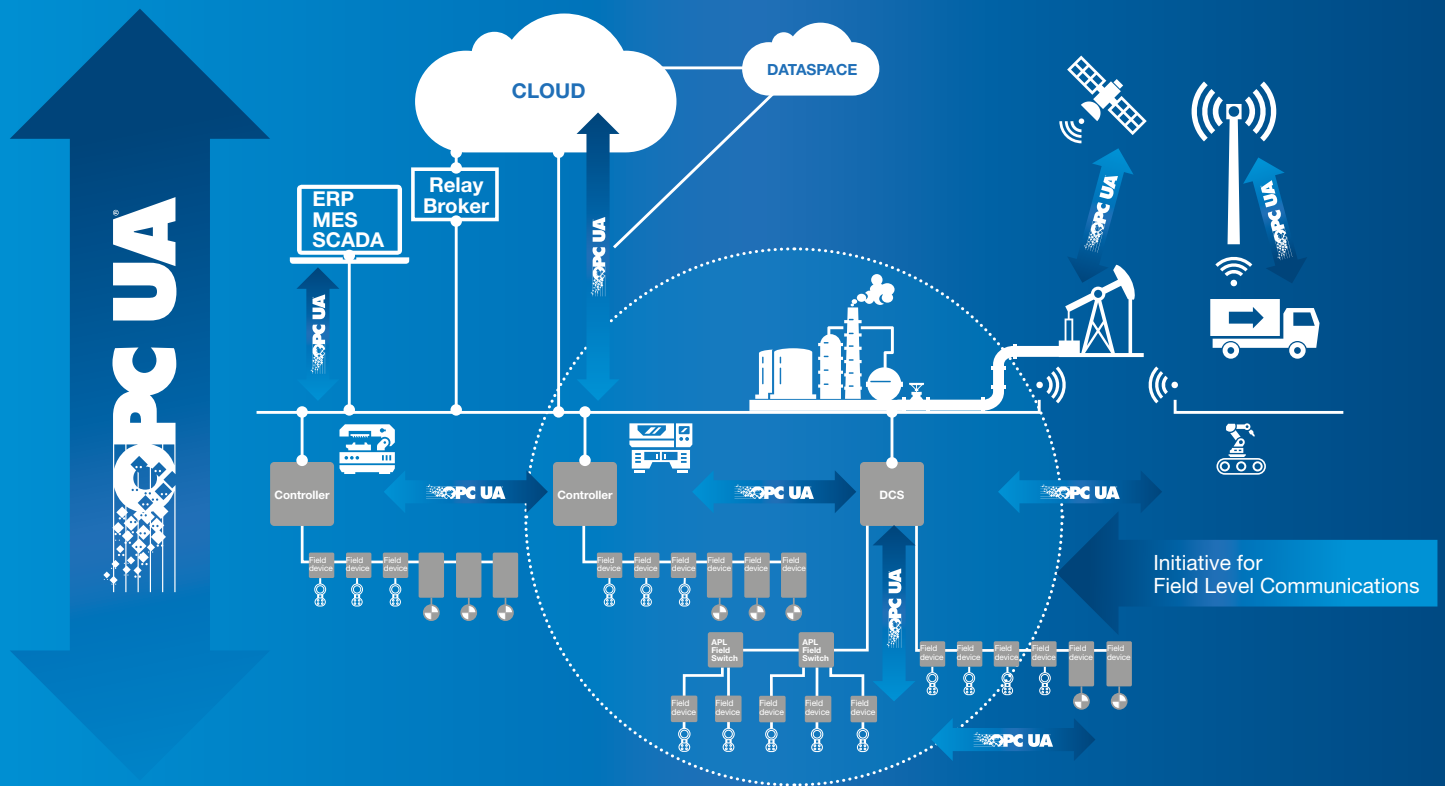 OPC UA®
CLOUD
DATASPACE
ERP
MES
SCADA
Relay
Broker
OPC UA
OPC UA
OPC UA
OPC UA
Controller
OPC UA
Controller
OPC UA
DCS
OPC UA
Initiative for
Field Level Communications
Field
device
Field
device
Field
device
Field
device
Field
device
Field
device
Field
device
Field
device
Field
device
OPC UA
APL
Field
Switch
APL
Field
Switch
Field
device
Field
device
Field
device
Field
device
Field
device
Field
device
Field
device
Field
device
Field
device
Field
device
Field
device
OPC UA